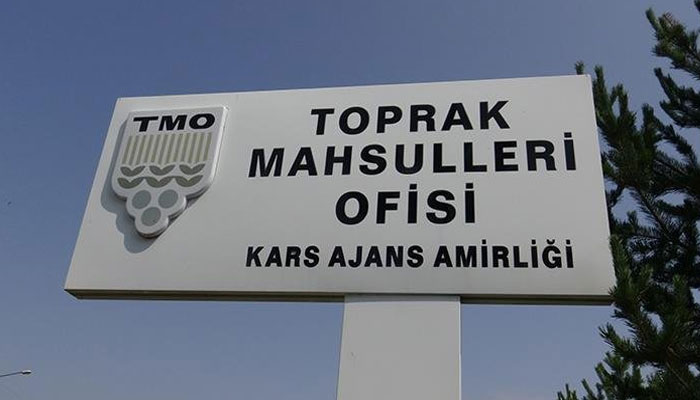 TMO
TOPRAK
MAHSULLERİ
OFİSİ
KARS AJANS AMİRLİĞİ